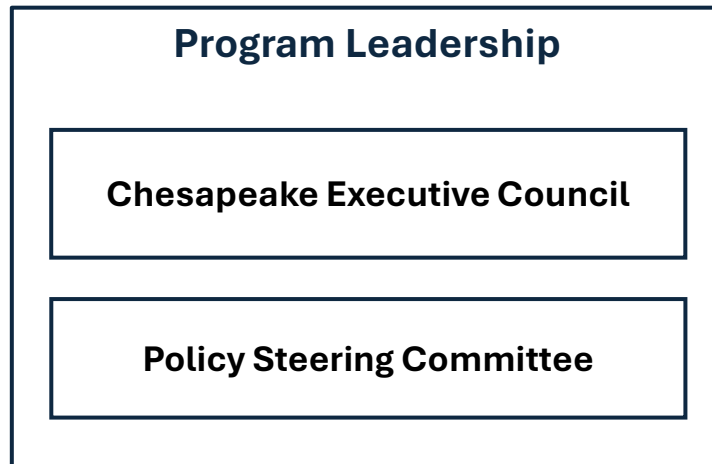 Program Leadership
Chesapeake Executive Council
Policy Steering Committee